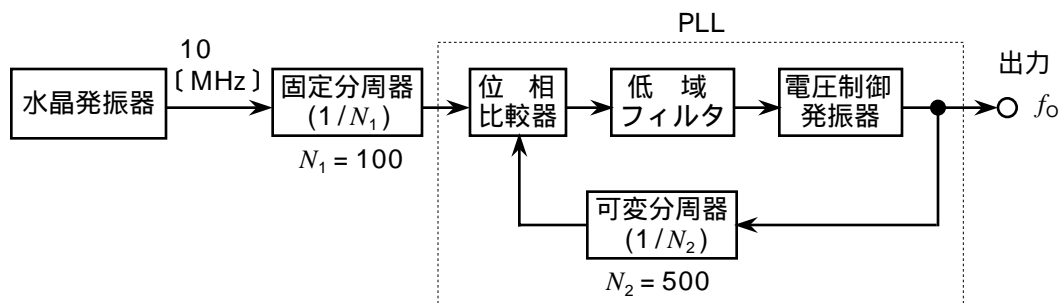 PLL
10
〔MHz〕
水晶発振器
固定分周器
(1/N₁)
N₁ = 100
位 相
比較器
低 域
フィルタ
電圧制御
発振器
出力
fo
可変分周器
(1/N₂)
N₂ = 500